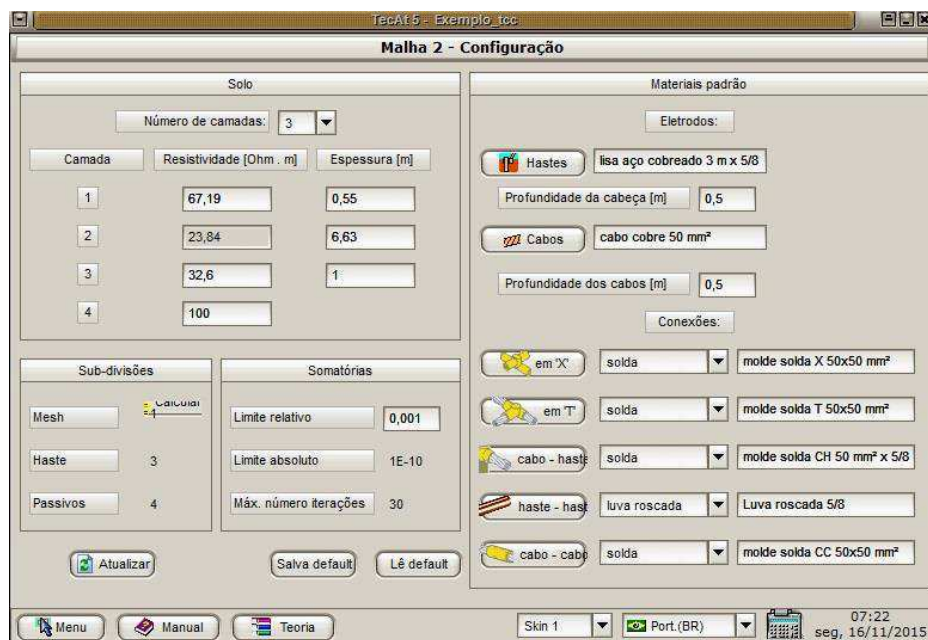 TecAt 5 - Exemplo_tcc
Malha 2 - Configuração
Solo
Número de camadas: 3
Camada Resistividade [Ohm . m] Espessura [m]
1 67,19 0,55
2 23,84 6,63
3 32,6 1
4 100
Sub-divisões
Mesh 1 Calcular
Haste 3
Passivos 4
Somatórias
Limite relativo 0,001
Limite absoluto 1E-10
Máx. número iterações 30
Atualizar
Salva default Lê default
Materiais padrão
Eletrodos:
Hastes lisa aço cobreado 3 m x 5/8
Profundidade da cabeça [m] 0,5
Cabos cabo cobre 50 mm²
Profundidade dos cabos [m] 0,5
Conexões:
em 'X' solda molde solda X 50x50 mm²
em 'T' solda molde solda T 50x50 mm²
cabo - haste solda molde solda CH 50 mm² x 5/8
haste - hast luva roscada Luva roscada 5/8
cabo - cabo solda molde solda CC 50x50 mm²
Menu Manual Teoria Skin 1 Port.(BR) 07:22
seg, 16/11/2015